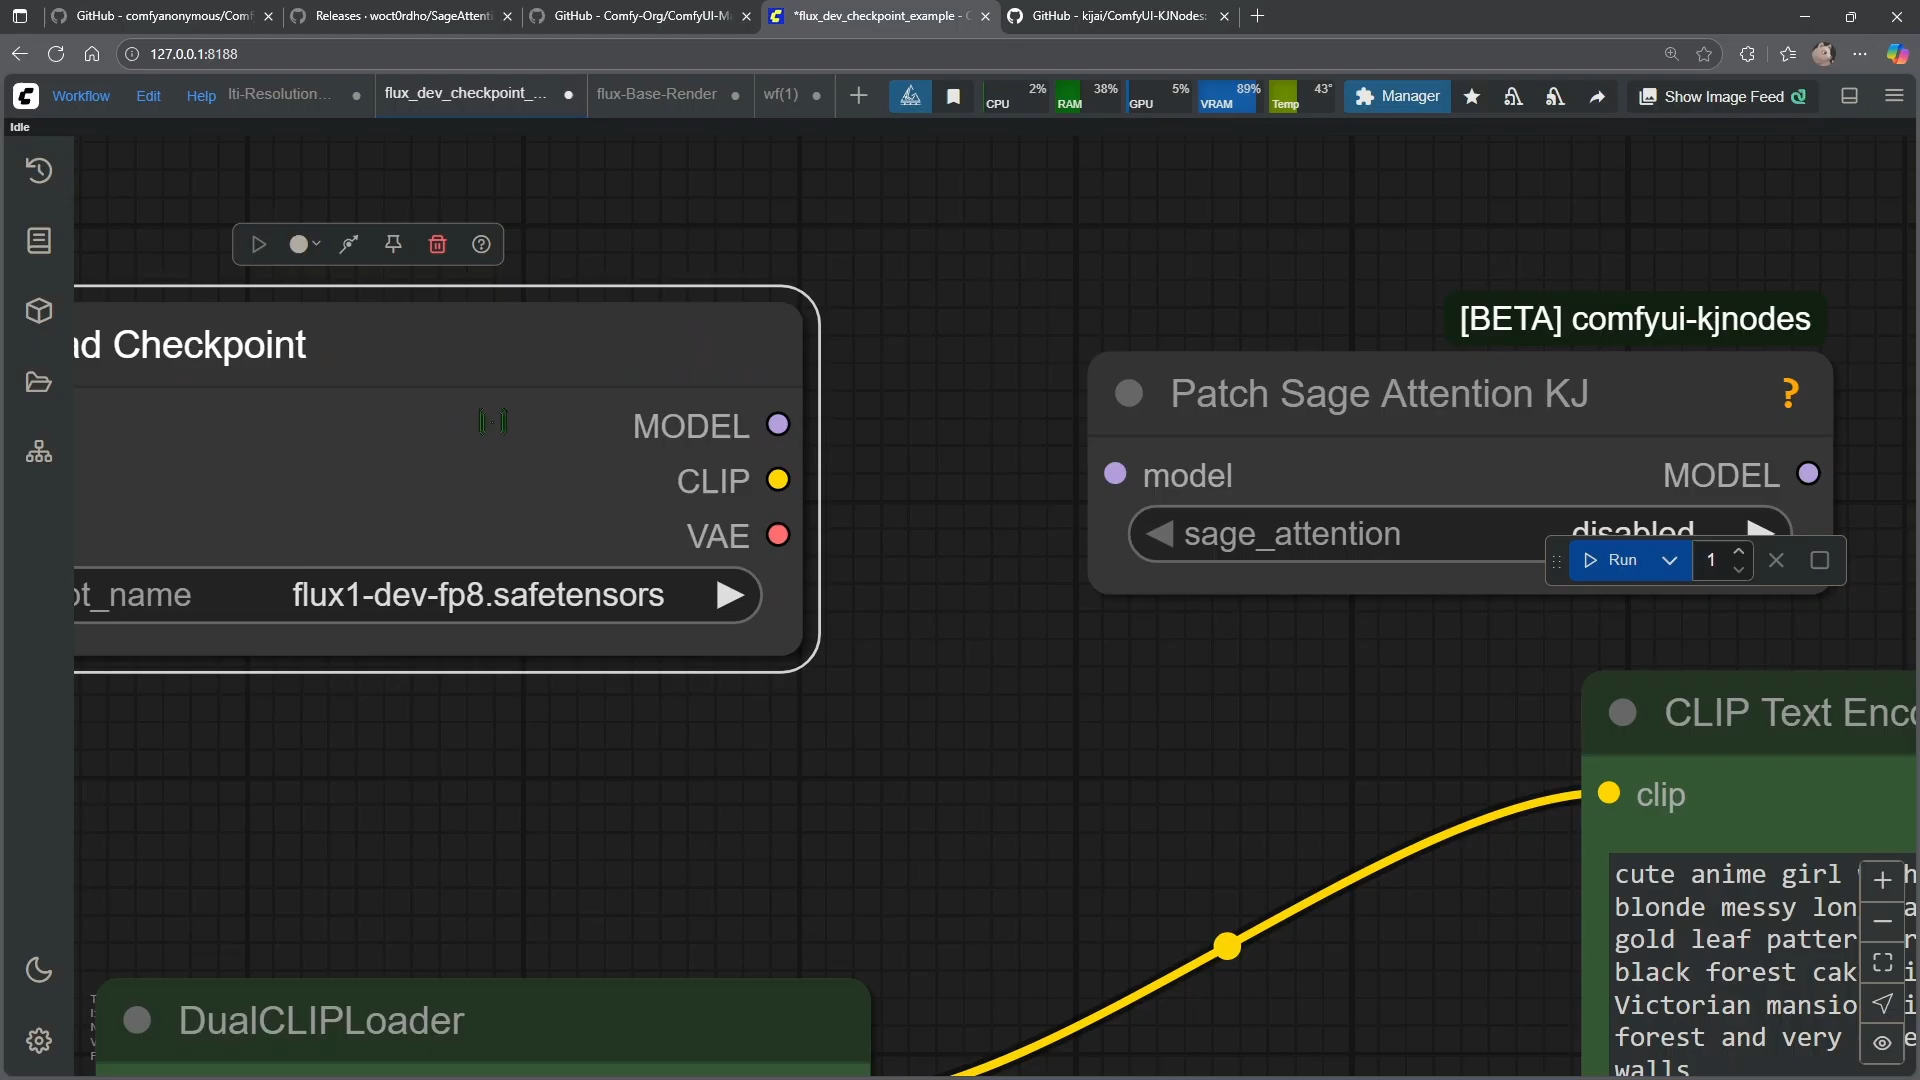 GitHub - comfyanonymous/Comf
Releases · woct0rdho/SageAttenti
GitHub - Comfy-Org/ComfyUI-M
*flux_dev_checkpoint_example - C
GitHub - kijai/ComfyUI-KJNodes:
127.0.0.1:8188
Workflow
Edit
Help
lti-Resolution...
flux_dev_checkpoint_...
flux-Base-Render
wf(1)
CPU 2%
RAM 38%
GPU 5%
VRAM 89%
Temp 43°
Manager
Show Image Feed
Idle
ad Checkpoint
MODEL
CLIP
VAE
pt_name
flux1-dev-fp8.safetensors
[BETA] comfyui-kjnodes
Patch Sage Attention KJ
?
model
MODEL
sage_attention
disabled
Run
1
CLIP Text Enco
clip
cute anime girl
blonde messy lon
gold leaf patter
black forest cak
Victorian mansio
forest and very
walls
DualCLIPLoader